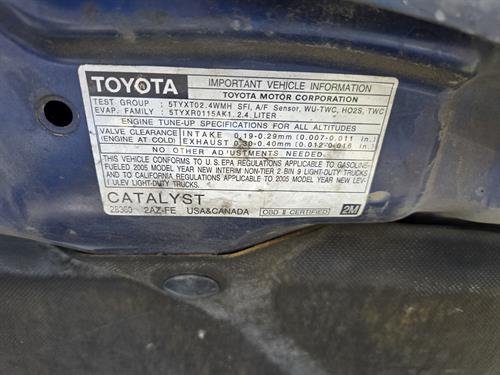 TOYOTA
IMPORTANT VEHICLE INFORMATION
TOYOTA MOTOR CORPORATION
TEST GROUP : 5TYXT02.4WMH SFI, A/F Sensor, WU-TWC, HO2S, TWC
EVAP. FAMILY : 5TYXR0115AK1, 2.4 LITER
ENGINE TUNE-UP SPECIFICATIONS FOR ALL ALTITUDES
VALVE CLEARANCE (ENGINE AT COLD)
INTAKE 0.19-0.29mm (0.007-0.011 in.)
EXHAUST 0.30-0.40mm (0.012-0.016 in.)
NO OTHER ADJUSTMENTS NEEDED.
THIS VEHICLE CONFORMS TO U.S. EPA REGULATIONS APPLICABLE TO GASOLINE-
FUELED 2005 MODEL YEAR NEW INTERIM NON-TIER 2 BIN 9 LIGHT-DUTY TRUCKS
AND TO CALIFORNIA REGULATIONS APPLICABLE TO 2005 MODEL YEAR NEW LEV
I ULEV LIGHT-DUTY TRUCKS.
CATALYST
28360 2AZ-FE USA&CANADA
OBD II CERTIFIED
2M